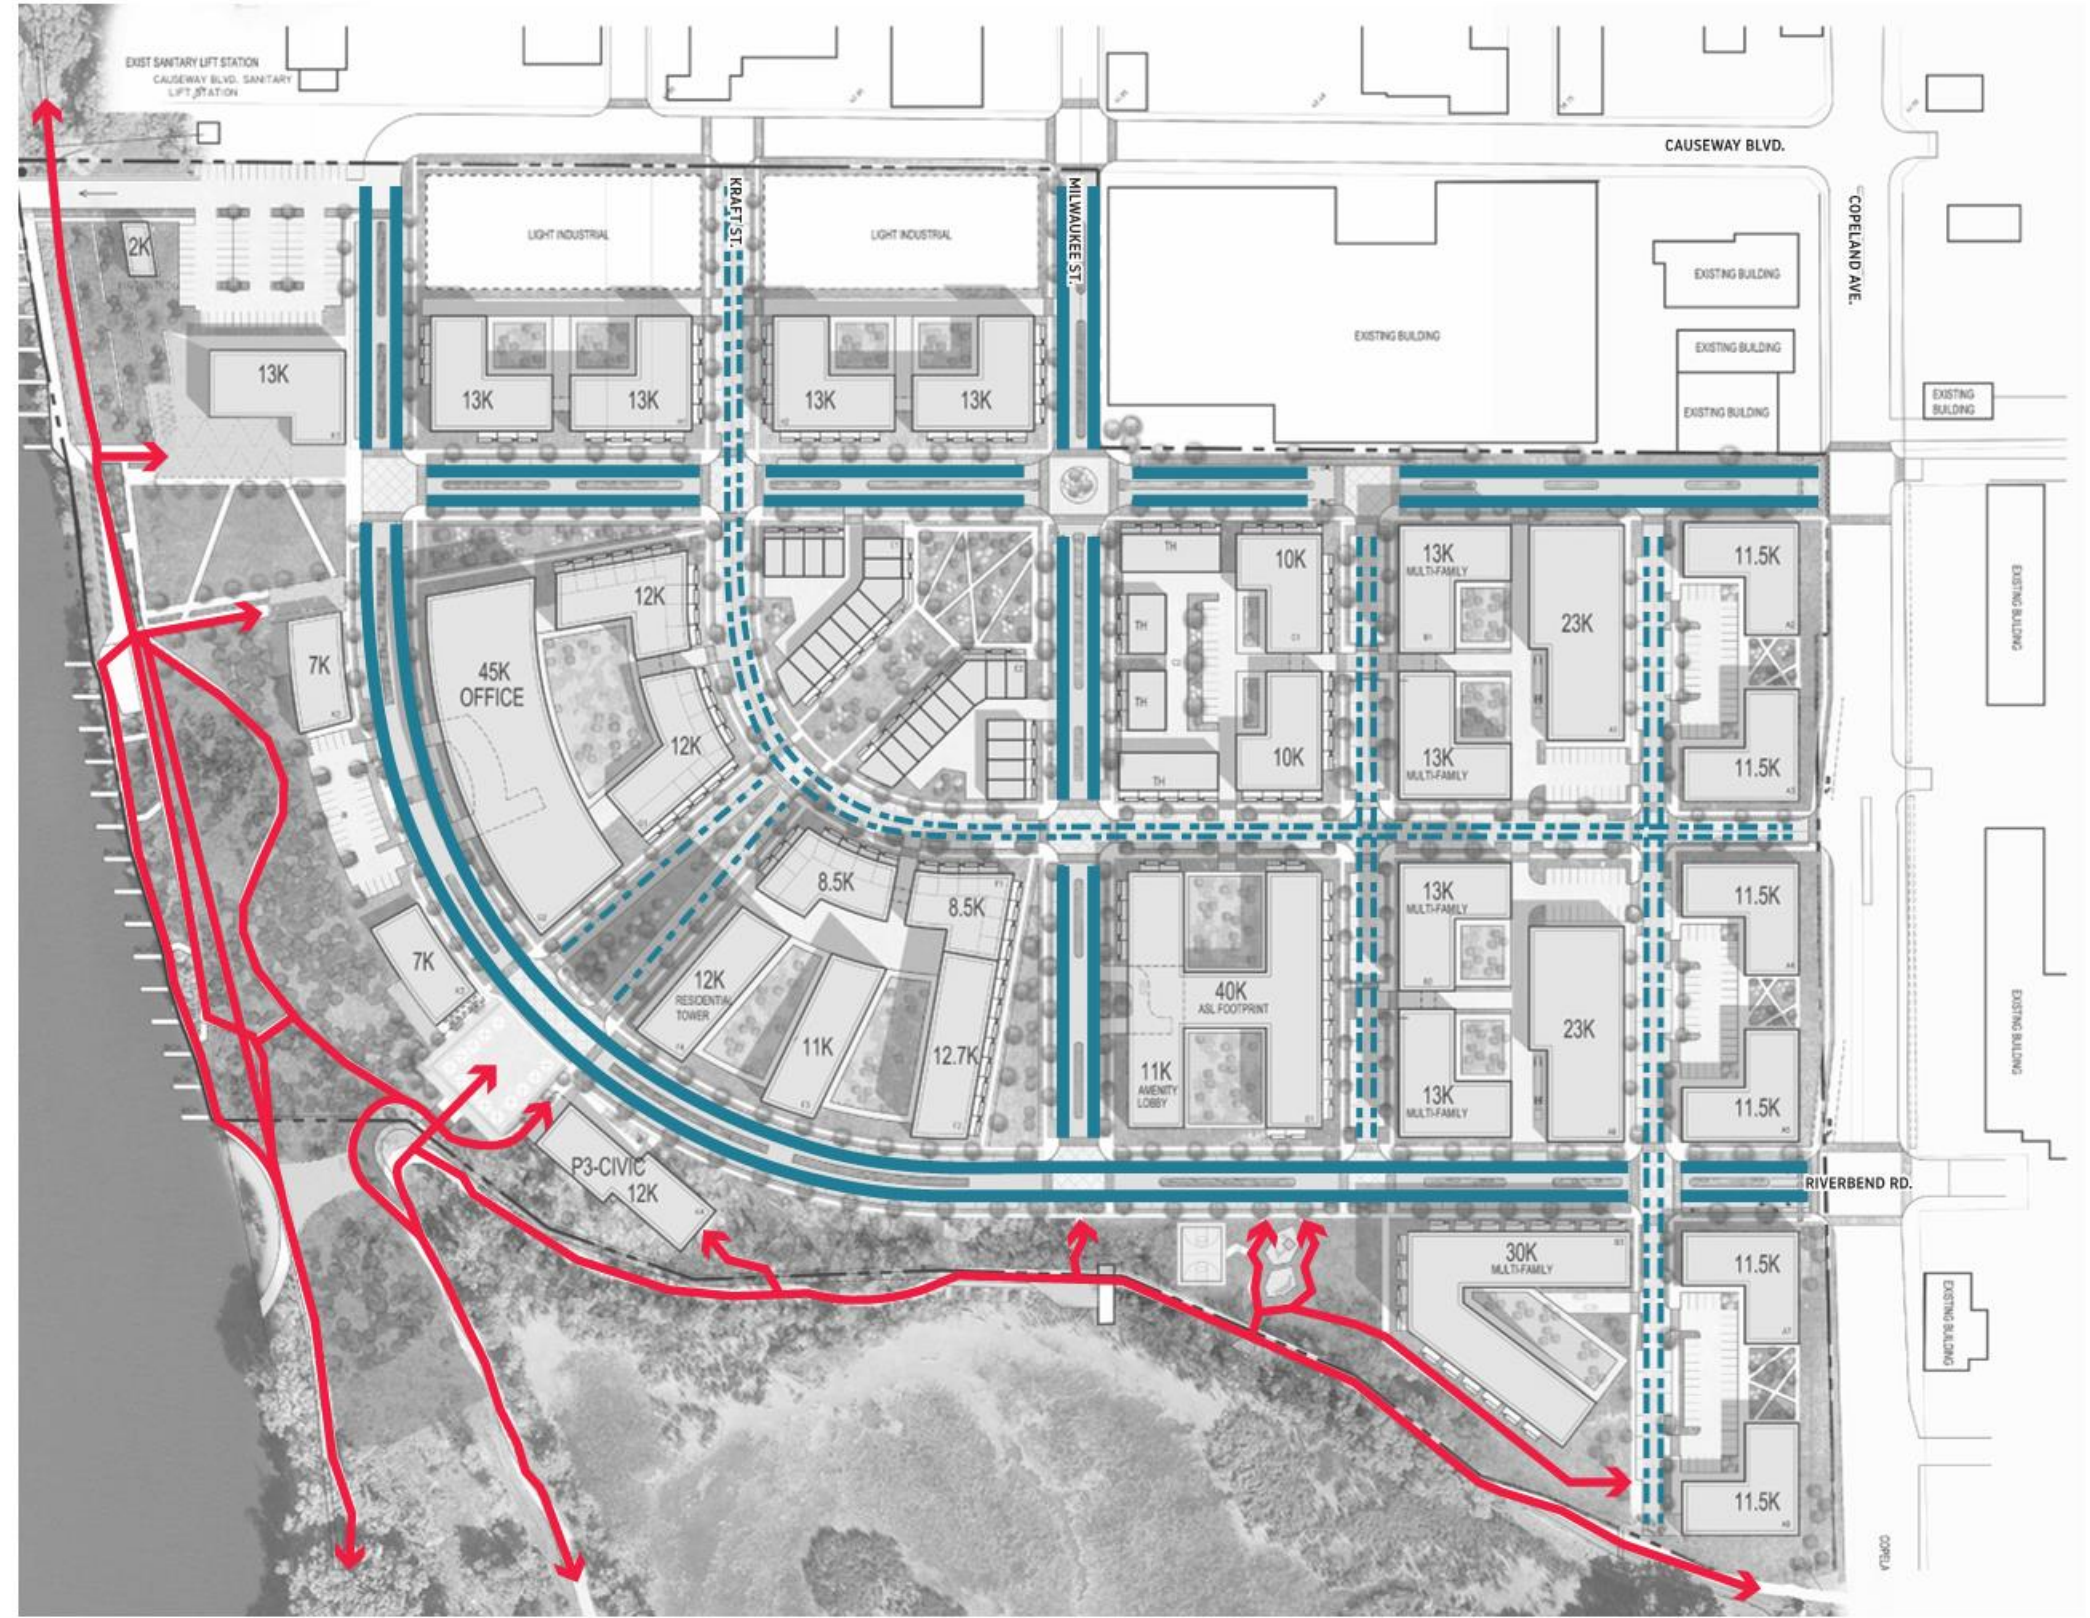 EXIST SANITARY LIFT STATION
CAUSEWAY BLVD. SANITARY
LIFT STATION
CAUSEWAY BLVD.
KRAFT ST.
MILWAUKEE ST.
COPELAND AVE.
2K
LIGHT INDUSTRIAL
LIGHT INDUSTRIAL
EXISTING BUILDING
EXISTING BUILDING
EXISTING BUILDING
EXISTING BUILDING
EXISTING
BUILDING
13K
13K
13K
13K
13K
TH
10K
13K
MULTI-FAMILY
11.5K
12K
23K
TH
7K
45K
OFFICE
EXISTING BUILDING
TH
12K
10K
13K
MULTI-FAMILY
11.5K
TH
8.5K
8.5K
13K
MULTI-FAMILY
11.5K
7K
12K
RESIDENTIAL
TOWER
40K
ASL FOOTPRINT
23K
EXISTING BUILDING
11K
12.7K
11K
AMENITY
LOBBY
13K
MULTI-FAMILY
11.5K
P3-CIVIC
12K
RIVERBEND RD.
30K
MULTI-FAMILY
11.5K
EXISTING BUILDING
11.5K
COPELA